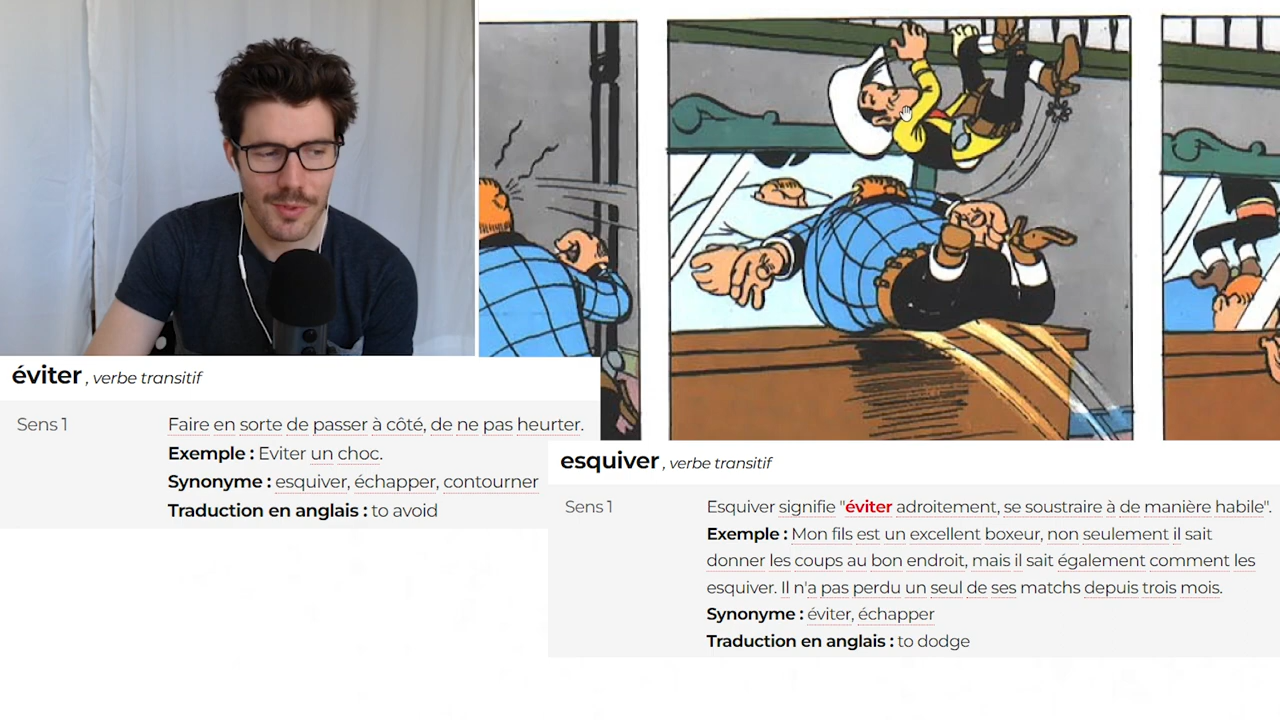 éviter , verbe transitif
Sens 1
Faire en sorte de passer à côté, de ne pas heurter.
Exemple : Eviter un choc.
Synonyme : esquiver, échapper, contourner
Traduction en anglais : to avoid
esquiver , verbe transitif
Sens 1
Esquiver signifie "éviter adroitement, se soustraire à de manière habile".
Exemple : Mon fils est un excellent boxeur, non seulement il sait
donner les coups au bon endroit, mais il sait également comment les
esquiver. Il n'a pas perdu un seul de ses matchs depuis trois mois.
Synonyme : éviter, échapper
Traduction en anglais : to dodge